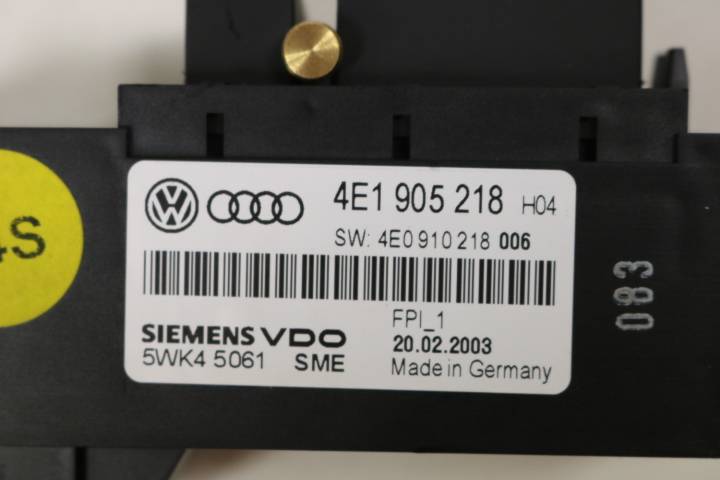 4E1 905 218 H04
SW: 4E0 910 218 006
SIEMENS VDO
5WK4 5061 SME
FPI_1
20.02.2003
Made in Germany
4S
083